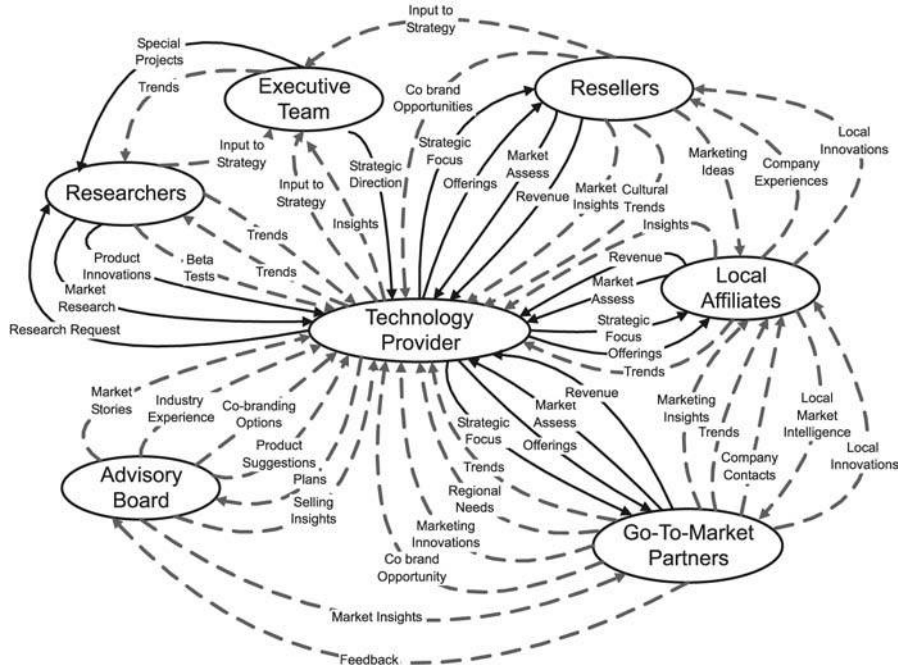 Input to
Strategy
Special
Projects
Executive
Team
Trends
Resellers
Co brand
Opportunities
Input to
Strategy
Strategic
Focus
Market
Assess
Offerings
Revenue
Marketing
Ideas
Company
Experiences
Local
Innovations
Researchers
Strategic
Direction
Input to
Strategy
Insights
Market
Insights
Cultural
Trends
Insights
Trends
Trends
Product
Innovations
Beta
Tests
Market
Research
Research Request
Revenue
Market
Assess
Local
Affiliates
Technology
Provider
Strategic
Focus
Offerings
Trends
Market
Stories
Industry
Experience
Co-branding
Options
Product
Suggestions
Plans
Selling
Insights
Advisory
Board
Strategic
Focus
Market
Assess
Offerings
Revenue
Trends
Regional
Needs
Marketing
Innovations
Co brand
Opportunity
Marketing
Insights
Trends
Company
Contacts
Local
Market
Intelligence
Local
Innovations
Go-To-Market
Partners
Market Insights
Feedback